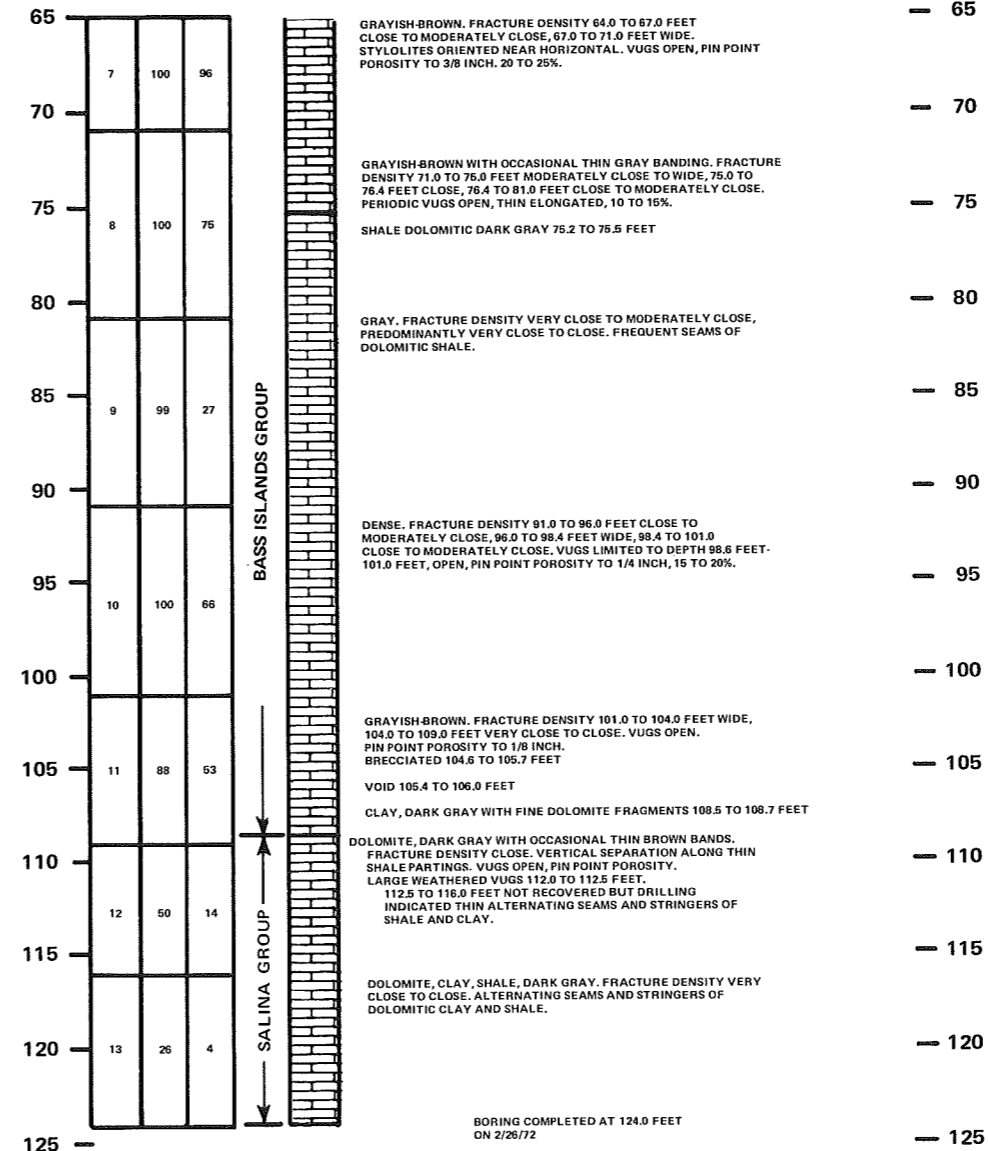 65
70
75
80
85
90
95
100
105
110
115
120
125
7 100 96
8 100 75
9 99 27
10 100 66
11 88 53
12 50 14
13 26 4
BASS ISLANDS GROUP
SALINA GROUP
GRAYISH-BROWN. FRACTURE DENSITY 64.0 TO 67.0 FEET
CLOSE TO MODERATELY CLOSE, 67.0 TO 71.0 FEET WIDE.
STYLOLITES ORIENTED NEAR HORIZONTAL. VUGS OPEN, PIN POINT
POROSITY TO 3/8 INCH. 20 TO 25%.
GRAYISH-BROWN WITH OCCASIONAL THIN GRAY BANDING. FRACTURE
DENSITY 71.0 TO 75.0 FEET MODERATELY CLOSE TO WIDE, 75.0 TO
76.4 FEET CLOSE, 76.4 TO 81.0 FEET CLOSE TO MODERATELY CLOSE.
PERIODIC VUGS OPEN, THIN ELONGATED, 10 TO 15%.
SHALE DOLOMITIC DARK GRAY 75.2 TO 75.5 FEET
GRAY. FRACTURE DENSITY VERY CLOSE TO MODERATELY CLOSE,
PREDOMINANTLY VERY CLOSE TO CLOSE. FREQUENT SEAMS OF
DOLOMITIC SHALE.
DENSE. FRACTURE DENSITY 91.0 TO 96.0 FEET CLOSE TO
MODERATELY CLOSE, 96.0 TO 98.4 FEET WIDE, 98.4 TO 101.0
CLOSE TO MODERATELY CLOSE. VUGS LIMITED TO DEPTH 98.6 FEET-
101.0 FEET, OPEN, PIN POINT POROSITY TO 1/4 INCH, 15 TO 20%.
GRAYISH-BROWN. FRACTURE DENSITY 101.0 TO 104.0 FEET WIDE,
104.0 TO 109.0 FEET VERY CLOSE TO CLOSE. VUGS OPEN.
PIN POINT POROSITY TO 1/8 INCH.
BRECCIATED 104.6 TO 105.7 FEET
VOID 105.4 TO 106.0 FEET
CLAY, DARK GRAY WITH FINE DOLOMITE FRAGMENTS 108.5 TO 108.7 FEET
DOLOMITE, DARK GRAY WITH OCCASIONAL THIN BROWN BANDS.
FRACTURE DENSITY CLOSE. VERTICAL SEPARATION ALONG THIN
SHALE PARTINGS. VUGS OPEN, PIN POINT POROSITY.
LARGE WEATHERED VUGS 112.0 TO 112.5 FEET.
112.5 TO 116.0 FEET NOT RECOVERED BUT DRILLING
INDICATED THIN ALTERNATING SEAMS AND STRINGERS OF
SHALE AND CLAY.
DOLOMITE, CLAY, SHALE, DARK GRAY. FRACTURE DENSITY VERY
CLOSE TO CLOSE. ALTERNATING SEAMS AND STRINGERS OF
DOLOMITIC CLAY AND SHALE.
BORING COMPLETED AT 124.0 FEET
ON 2/26/72
65
70
75
80
85
90
95
100
105
110
115
120
125